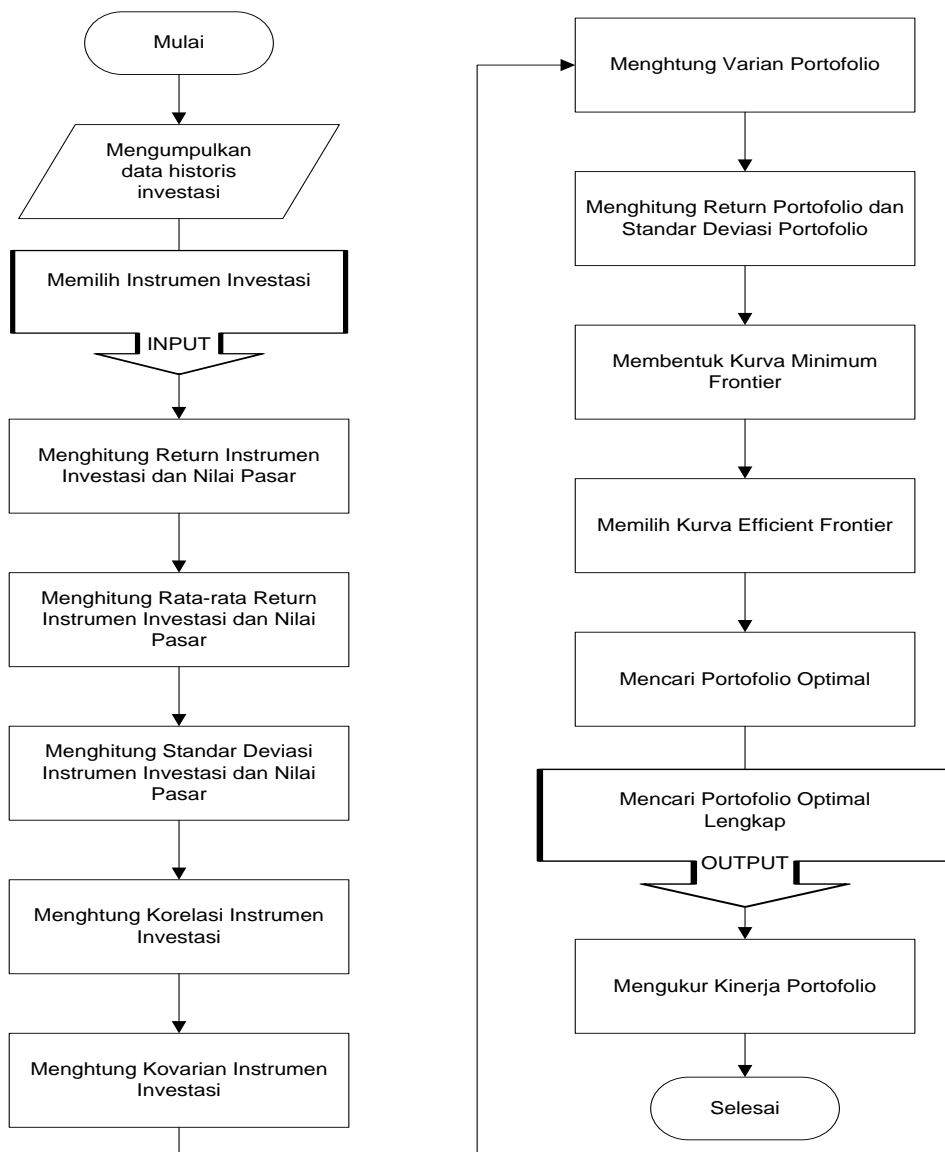 Mulai
Mengumpulkan
data historis
investasi
Memilih Instrumen Investasi
INPUT
Menghitung Return Instrumen
Investasi dan Nilai Pasar
Menghitung Rata-rata Return
Instrumen Investasi dan Nilai
Pasar
Menghitung Standar Deviasi
Instrumen Investasi dan Nilai
Pasar
Menghtung Korelasi Instrumen
Investasi
Menghtung Kovarian Instrumen
Investasi
Menghtung Varian Portofolio
Menghitung Return Portofolio dan
Standar Deviasi Portofolio
Membentuk Kurva Minimum
Frontier
Memilih Kurva Efficient Frontier
Mencari Portofolio Optimal
Mencari Portofolio Optimal
Lengkap
OUTPUT
Mengukur Kinerja Portofolio
Selesai